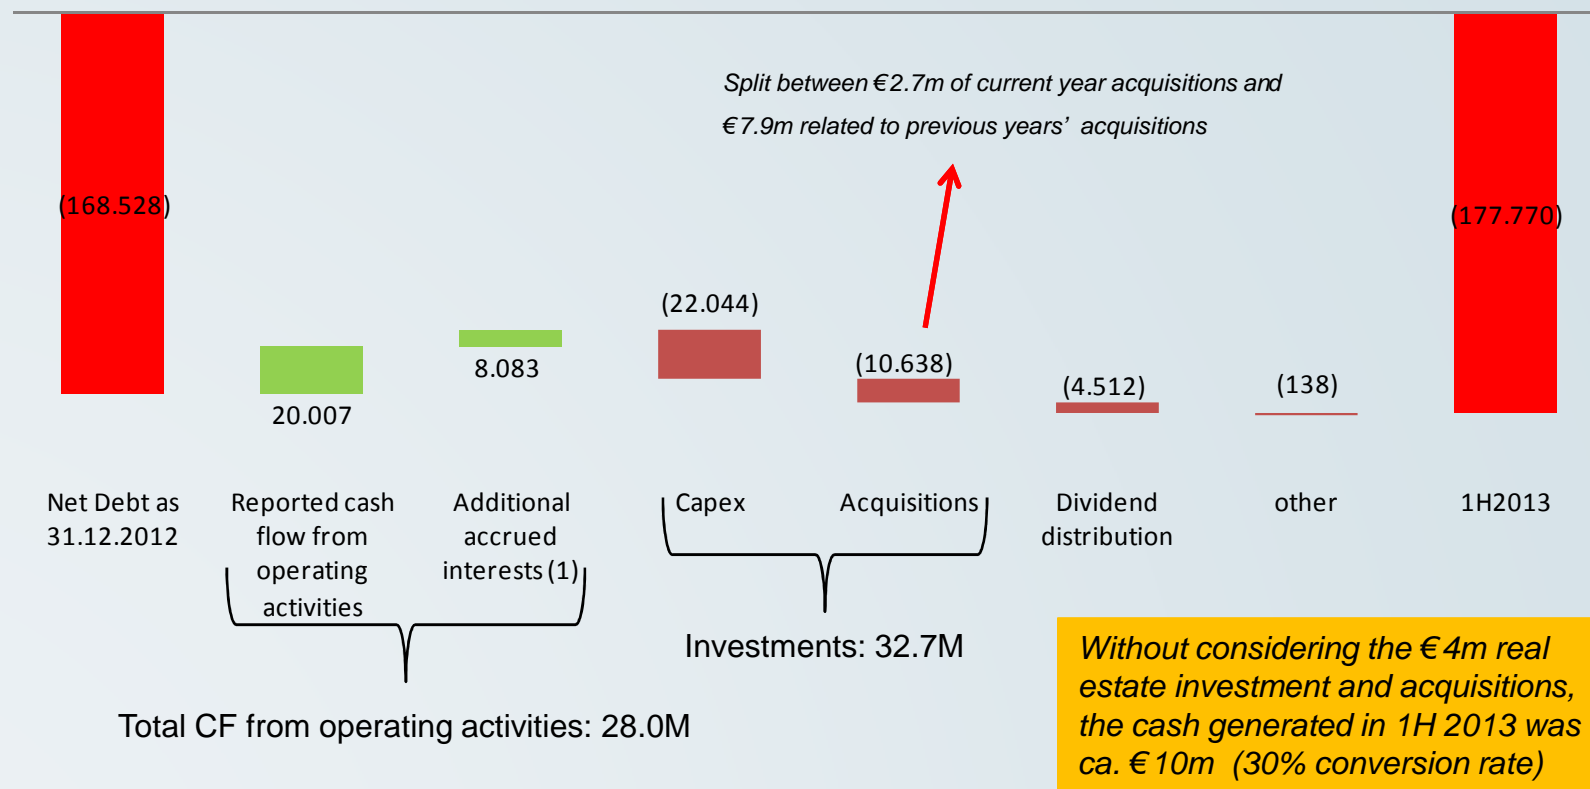 Split between €2.7m of current year acquisitions and
€7.9m related to previous years' acquisitions
(168.528)
(177.770)
(22.044)
8.083
(10.638)
(4.512)
(138)
20.007
Net Debt as
31.12.2012
Reported cash
flow from
operating
activities
Additional
accrued
interests (1)
Capex
Acquisitions
Dividend
distribution
other
1H2013
Investments: 32.7M
Total CF from operating activities: 28.0M
Without considering the €4m real
estate investment and acquisitions,
the cash generated in 1H 2013 was
ca. €10m (30% conversion rate)